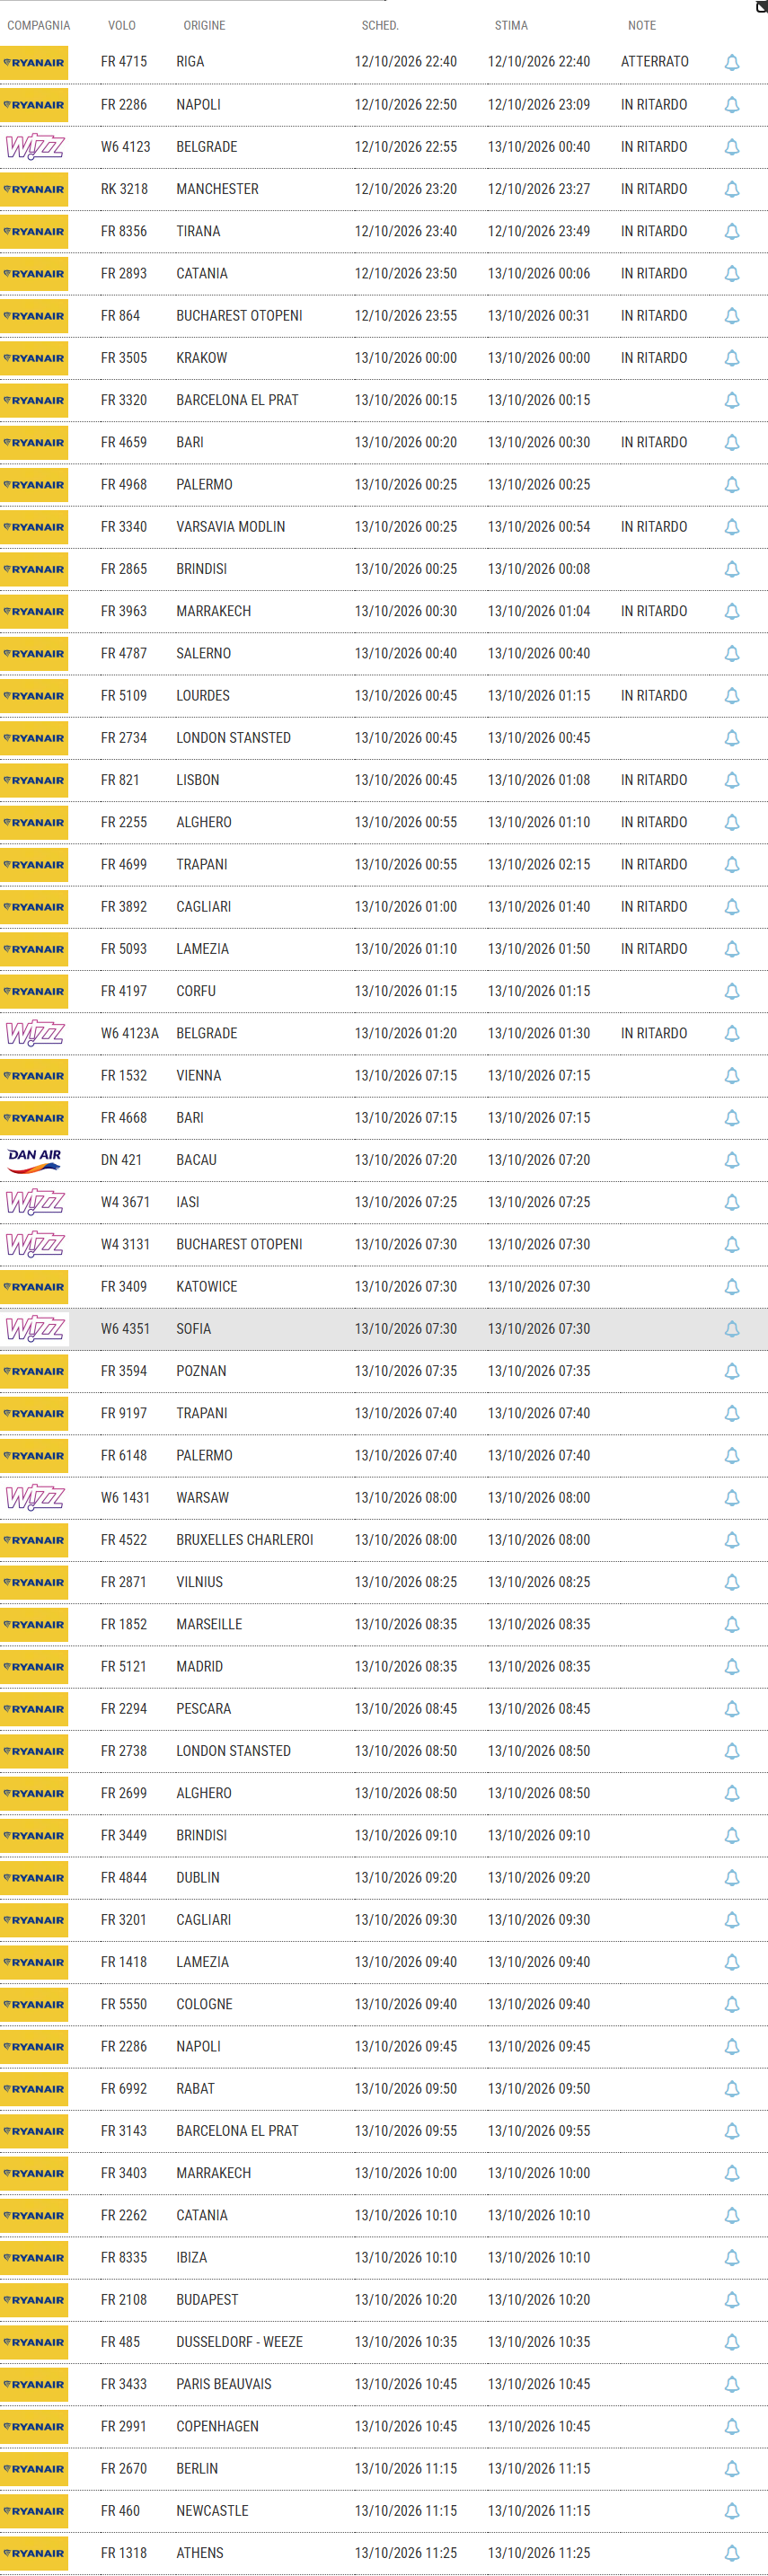 COMPAGNIA VOLO ORIGINE SCHED. STIMA NOTE
RYANAIR FR 4715 RIGA 12/10/2026 22:40 12/10/2026 22:40 ATTERRATO
RYANAIR FR 2286 NAPOLI 12/10/2026 22:50 12/10/2026 23:09 IN RITARDO
WIZZ W6 4123 BELGRADE 12/10/2026 22:55 13/10/2026 00:40 IN RITARDO
RYANAIR RK 3218 MANCHESTER 12/10/2026 23:20 12/10/2026 23:27 IN RITARDO
RYANAIR FR 8356 TIRANA 12/10/2026 23:40 12/10/2026 23:49 IN RITARDO
RYANAIR FR 2893 CATANIA 12/10/2026 23:50 13/10/2026 00:06 IN RITARDO
RYANAIR FR 864 BUCHAREST OTOPENI 12/10/2026 23:55 13/10/2026 00:31 IN RITARDO
RYANAIR FR 3505 KRAKOW 13/10/2026 00:00 13/10/2026 00:00 IN RITARDO
RYANAIR FR 3320 BARCELONA EL PRAT 13/10/2026 00:15 13/10/2026 00:15
RYANAIR FR 4659 BARI 13/10/2026 00:20 13/10/2026 00:30 IN RITARDO
RYANAIR FR 4968 PALERMO 13/10/2026 00:25 13/10/2026 00:25
RYANAIR FR 3340 VARSAVIA MODLIN 13/10/2026 00:25 13/10/2026 00:54 IN RITARDO
RYANAIR FR 2865 BRINDISI 13/10/2026 00:25 13/10/2026 00:08
RYANAIR FR 3963 MARRAKECH 13/10/2026 00:30 13/10/2026 01:04 IN RITARDO
RYANAIR FR 4787 SALERNO 13/10/2026 00:40 13/10/2026 00:40
RYANAIR FR 5109 LOURDES 13/10/2026 00:45 13/10/2026 01:15 IN RITARDO
RYANAIR FR 2734 LONDON STANSTED 13/10/2026 00:45 13/10/2026 00:45
RYANAIR FR 821 LISBON 13/10/2026 00:45 13/10/2026 01:08 IN RITARDO
RYANAIR FR 2255 ALGHERO 13/10/2026 00:55 13/10/2026 01:10 IN RITARDO
RYANAIR FR 4699 TRAPANI 13/10/2026 00:55 13/10/2026 02:15 IN RITARDO
RYANAIR FR 3892 CAGLIARI 13/10/2026 01:00 13/10/2026 01:40 IN RITARDO
RYANAIR FR 5093 LAMEZIA 13/10/2026 01:10 13/10/2026 01:50 IN RITARDO
RYANAIR FR 4197 CORFU 13/10/2026 01:15 13/10/2026 01:15
WIZZ W6 4123A BELGRADE 13/10/2026 01:20 13/10/2026 01:30 IN RITARDO
RYANAIR FR 1532 VIENNA 13/10/2026 07:15 13/10/2026 07:15
RYANAIR FR 4668 BARI 13/10/2026 07:15 13/10/2026 07:15
DAN AIR DN 421 BACAU 13/10/2026 07:20 13/10/2026 07:20
WIZZ W4 3671 IASI 13/10/2026 07:25 13/10/2026 07:25
WIZZ W4 3131 BUCHAREST OTOPENI 13/10/2026 07:30 13/10/2026 07:30
RYANAIR FR 3409 KATOWICE 13/10/2026 07:30 13/10/2026 07:30
WIZZ W6 4351 SOFIA 13/10/2026 07:30 13/10/2026 07:30
RYANAIR FR 3594 POZNAN 13/10/2026 07:35 13/10/2026 07:35
RYANAIR FR 9197 TRAPANI 13/10/2026 07:40 13/10/2026 07:40
RYANAIR FR 6148 PALERMO 13/10/2026 07:40 13/10/2026 07:40
WIZZ W6 1431 WARSAW 13/10/2026 08:00 13/10/2026 08:00
RYANAIR FR 4522 BRUXELLES CHARLEROI 13/10/2026 08:00 13/10/2026 08:00
RYANAIR FR 2871 VILNIUS 13/10/2026 08:25 13/10/2026 08:25
RYANAIR FR 1852 MARSEILLE 13/10/2026 08:35 13/10/2026 08:35
RYANAIR FR 5121 MADRID 13/10/2026 08:35 13/10/2026 08:35
RYANAIR FR 2294 PESCARA 13/10/2026 08:45 13/10/2026 08:45
RYANAIR FR 2738 LONDON STANSTED 13/10/2026 08:50 13/10/2026 08:50
RYANAIR FR 2699 ALGHERO 13/10/2026 08:50 13/10/2026 08:50
RYANAIR FR 3449 BRINDISI 13/10/2026 09:10 13/10/2026 09:10
RYANAIR FR 4844 DUBLIN 13/10/2026 09:20 13/10/2026 09:20
RYANAIR FR 3201 CAGLIARI 13/10/2026 09:30 13/10/2026 09:30
RYANAIR FR 1418 LAMEZIA 13/10/2026 09:40 13/10/2026 09:40
RYANAIR FR 5550 COLOGNE 13/10/2026 09:40 13/10/2026 09:40
RYANAIR FR 2286 NAPOLI 13/10/2026 09:45 13/10/2026 09:45
RYANAIR FR 6992 RABAT 13/10/2026 09:50 13/10/2026 09:50
RYANAIR FR 3143 BARCELONA EL PRAT 13/10/2026 09:55 13/10/2026 09:55
RYANAIR FR 3403 MARRAKECH 13/10/2026 10:00 13/10/2026 10:00
RYANAIR FR 2262 CATANIA 13/10/2026 10:10 13/10/2026 10:10
RYANAIR FR 8335 IBIZA 13/10/2026 10:10 13/10/2026 10:10
RYANAIR FR 2108 BUDAPEST 13/10/2026 10:20 13/10/2026 10:20
RYANAIR FR 485 DUSSELDORF - WEEZE 13/10/2026 10:35 13/10/2026 10:35
RYANAIR FR 3433 PARIS BEAUVAIS 13/10/2026 10:45 13/10/2026 10:45
RYANAIR FR 2991 COPENHAGEN 13/10/2026 10:45 13/10/2026 10:45
RYANAIR FR 2670 BERLIN 13/10/2026 11:15 13/10/2026 11:15
RYANAIR FR 460 NEWCASTLE 13/10/2026 11:15 13/10/2026 11:15
RYANAIR FR 1318 ATHENS 13/10/2026 11:25 13/10/2026 11:25